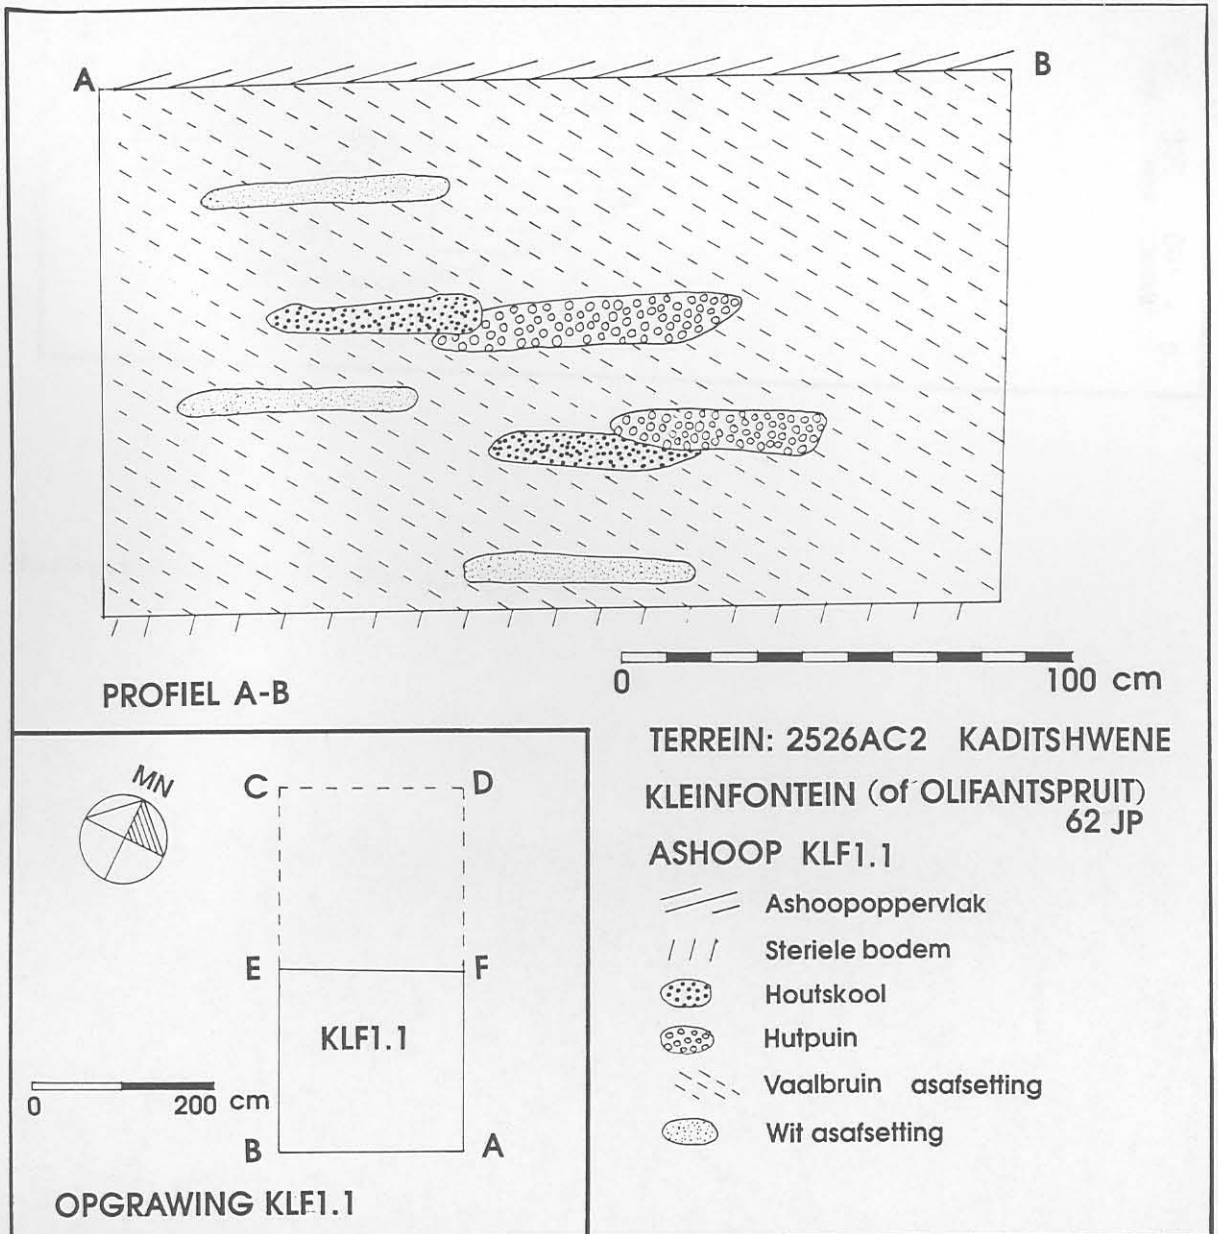 A
B
PROFIEL A-B
0
100 cm
TERREIN: 2526AC2 KADITSHWENE
KLEINFONTEIN (of OLIFANTSPRUIT)
62 JP
ASHOOP KLF1.1
Ashoopoppervlak
Steriele bodem
Houtskool
Hutpuin
Vaalbruin asafsetting
Wit asafsetting
MN
C
D
E
F
KLF1.1
0
200 cm
B
A
OPGRAWING KLF1.1